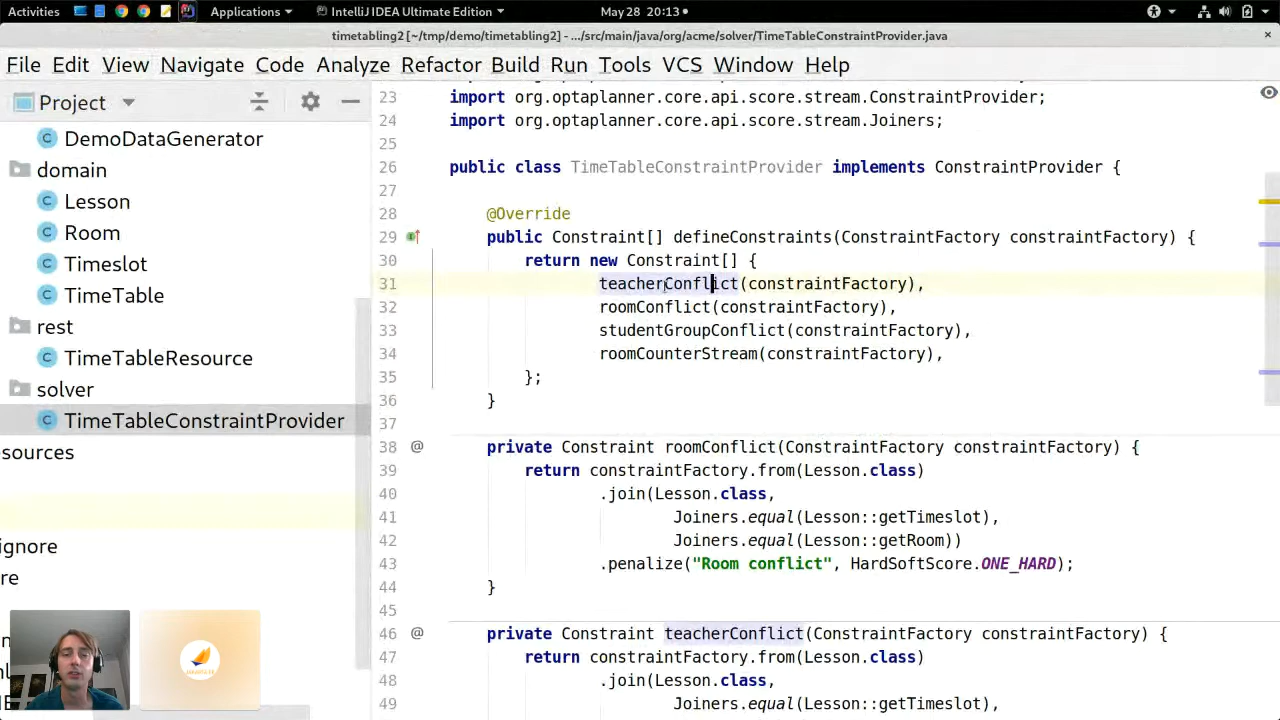 Activities
Applications
IntelliJ IDEA Ultimate Edition
May 28 20:13
timetabling2 [~/tmp/demo/timetabling2] - .../src/main/java/org/acme/solver/TimeTableConstraintProvider.java
File Edit View Navigate Code Analyze Refactor Build Run Tools VCS Window Help
Project
DemoDataGenerator
domain
Lesson
Room
Timeslot
TimeTable
rest
TimeTableResource
solver
TimeTableConstraintProvider
esources
ignore
re
23 import org.optaplanner.core.api.score.stream.ConstraintProvider;
24 import org.optaplanner.core.api.score.stream.Joiners;
25
26 public class TimeTableConstraintProvider implements ConstraintProvider {
27
28 @Override
29 public Constraint[] defineConstraints(ConstraintFactory constraintFactory) {
30 return new Constraint[] {
31 teacherConflict(constraintFactory),
32 roomConflict(constraintFactory),
33 studentGroupConflict(constraintFactory),
34 roomCounterStream(constraintFactory),
35 };
36 }
37
38 @ private Constraint roomConflict(ConstraintFactory constraintFactory) {
39 return constraintFactory.from(Lesson.class)
40 .join(Lesson.class,
41 Joiners.equal(Lesson::getTimeslot),
42 Joiners.equal(Lesson::getRoom))
43 .penalize("Room conflict", HardSoftScore.ONE_HARD);
44 }
45
46 @ private Constraint teacherConflict(ConstraintFactory constraintFactory) {
47 return constraintFactory.from(Lesson.class)
48 .join(Lesson.class,
49 Joiners.equal(Lesson::getTimeslot),